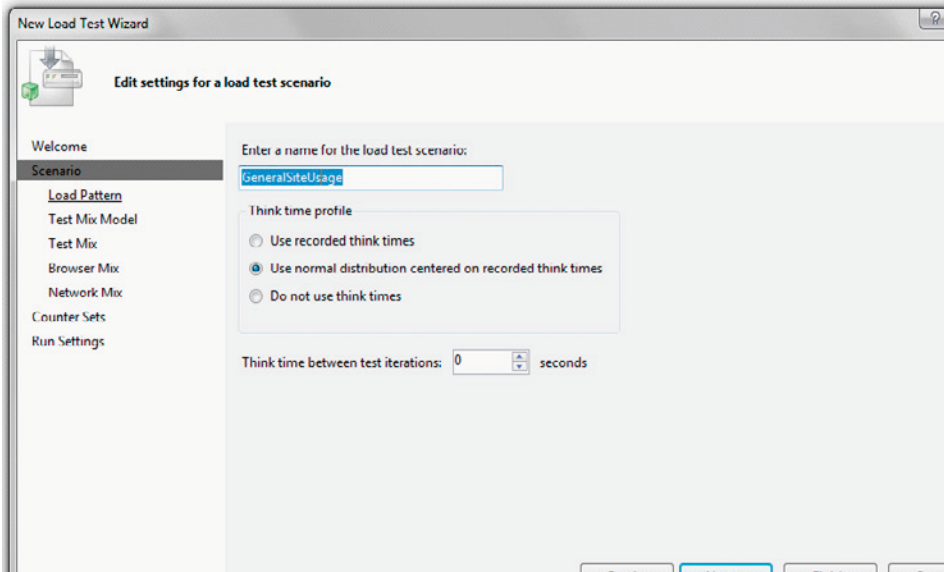 New Load Test Wizard
Edit settings for a load test scenario
Welcome
Scenario
Load Pattern
Test Mix Model
Test Mix
Browser Mix
Network Mix
Counter Sets
Run Settings
Enter a name for the load test scenario:
GeneralSiteUsage
Think time profile
Use recorded think times
Use normal distribution centered on recorded think times
Do not use think times
Think time between test iterations: 0 seconds